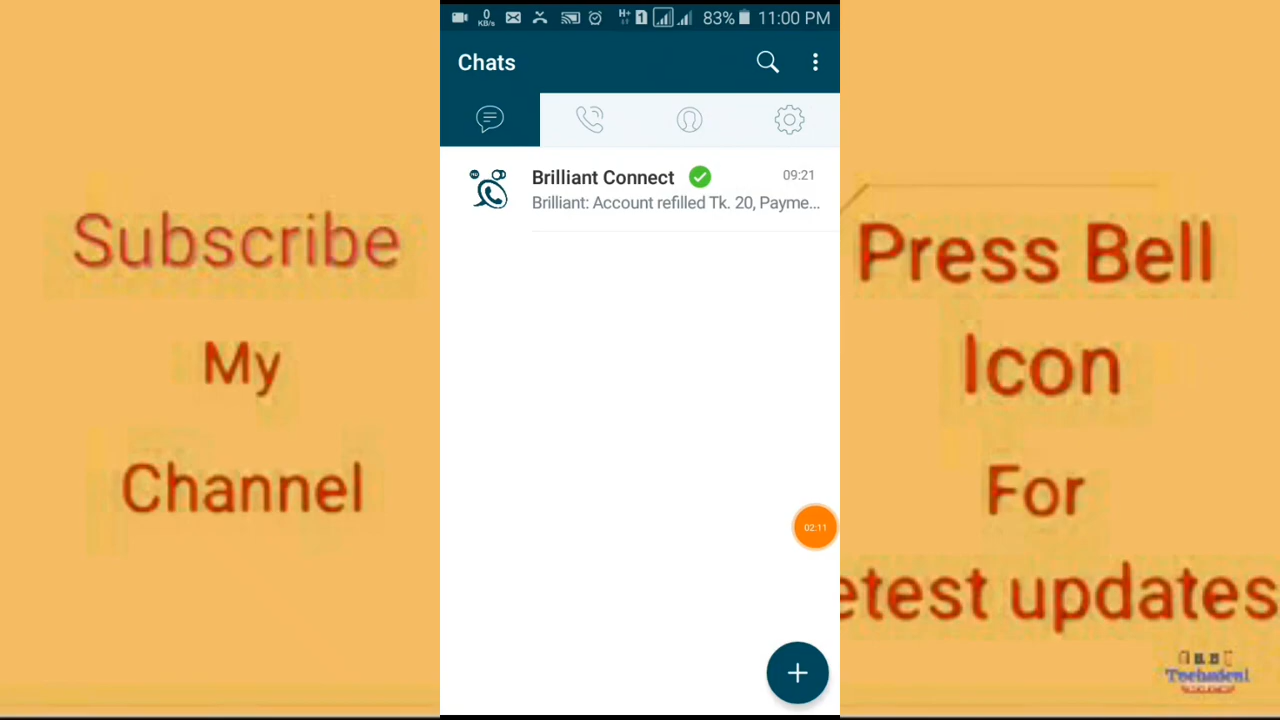 0
KB/s
H+
1
83%
11:00 PM
Chats
Brilliant Connect
09:21
Brilliant: Account refilled Tk. 20, Payme...
02:11
Subscribe
My
Channel
Press Bell
Icon
For
etest updates